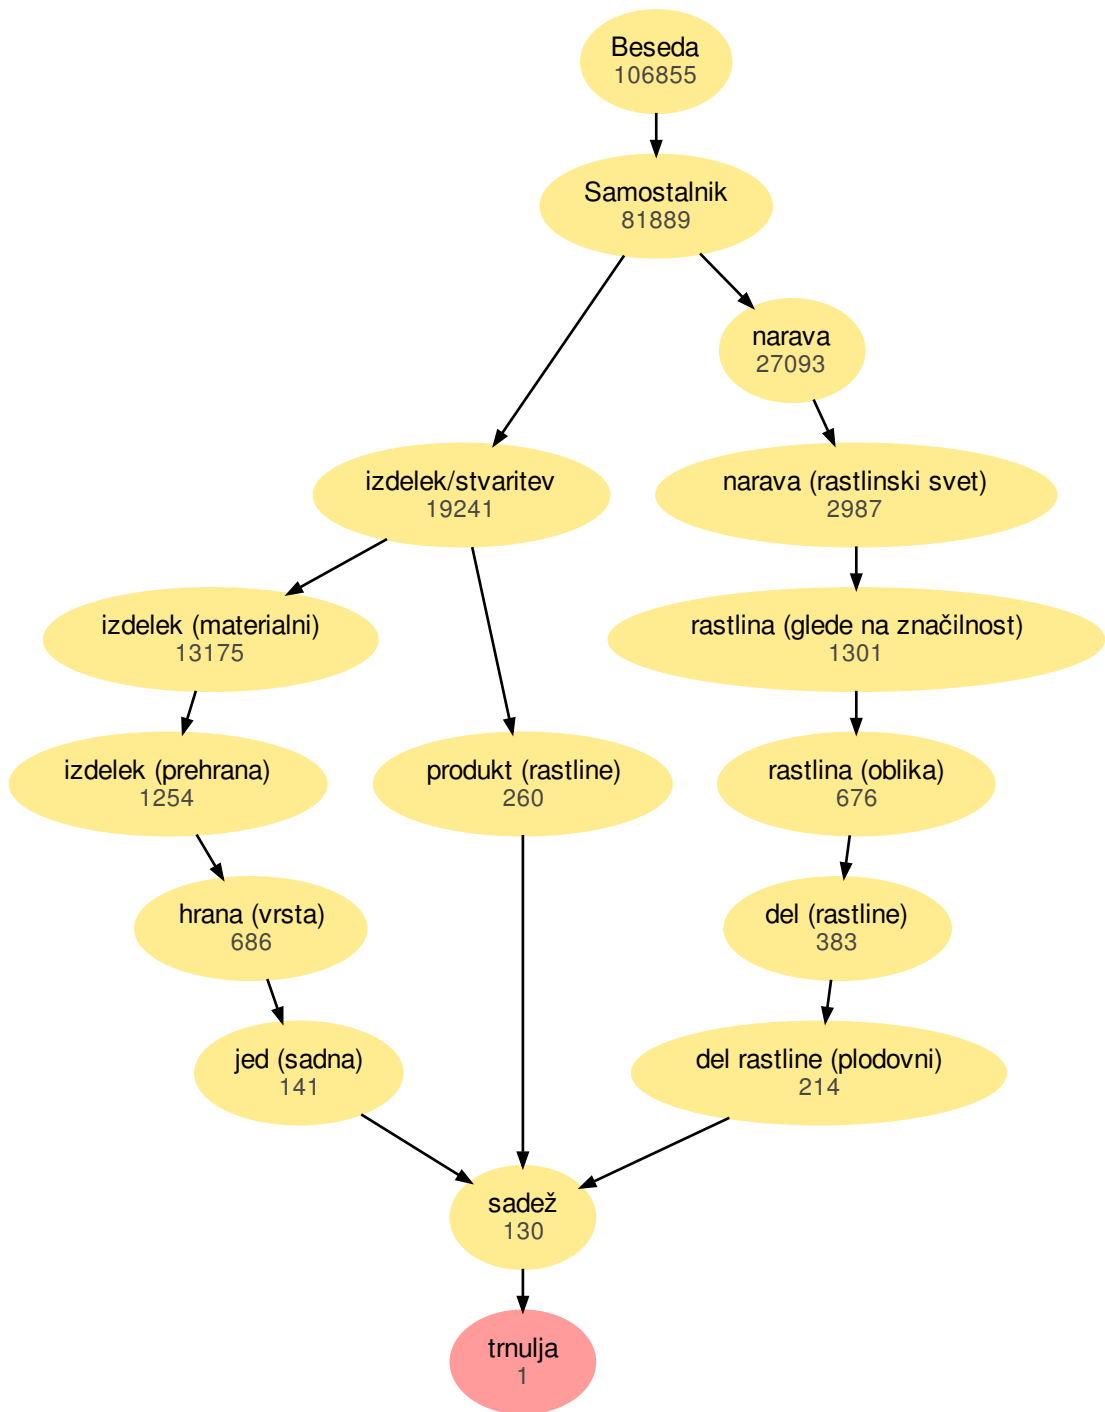 Beseda
106855
Samostalnik
81889
narava
27093
izdelek/stvaritev
19241
narava (rastlinski svet)
2987
izdelek (materialni)
13175
rastlina (glede na značilnost)
1301
izdelek (prehrana)
1254
produkt (rastline)
260
rastlina (oblika)
676
hrana (vrsta)
686
del (rastline)
383
jed (sadna)
141
del rastline (plodovni)
214
sadež
130
trnulja
1